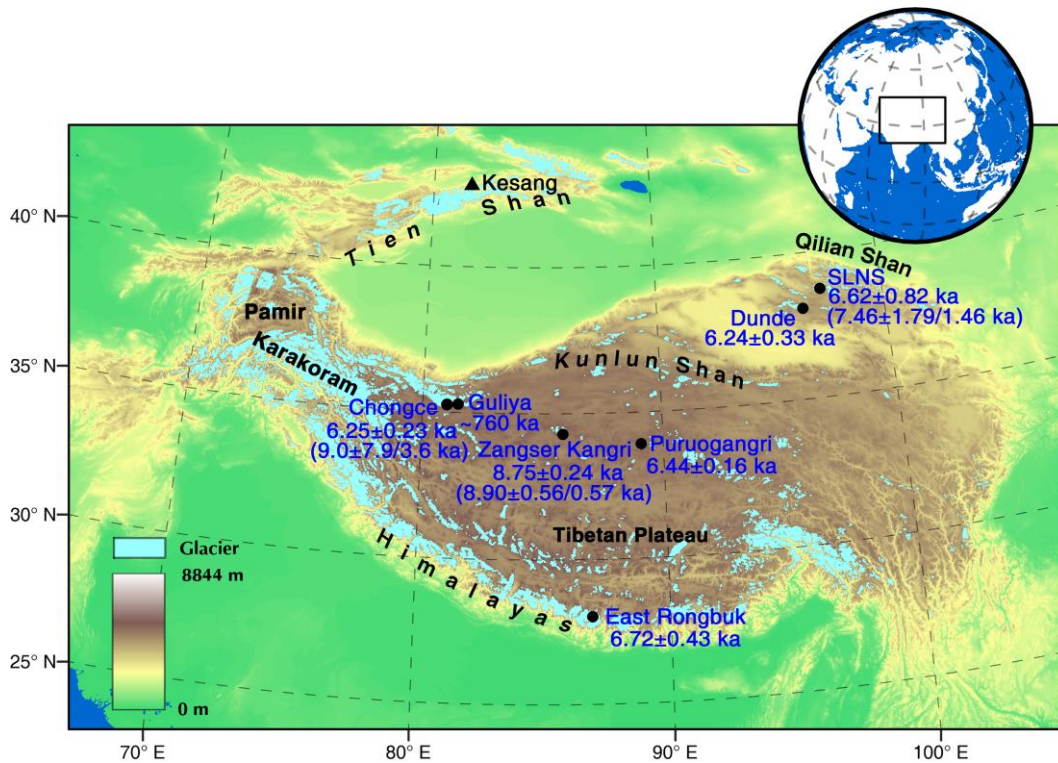 40° N
35° N
30° N
25° N
Kesang
Tien Shan
Qilian Shan
SLNS
6.62±0.82 ka
(7.46±1.79/1.46 ka)
Dunde
6.24±0.33 ka
Pamir
Karakoram
Kunlun Shan
Chongce
6.25±0.23 ka
(9.0±7.9/3.6 ka)
Guliya
~760 ka
Zangser Kangri
8.75±0.24 ka
(8.90±0.56/0.57 ka)
Puruogangri
6.44±0.16 ka
Tibetan Plateau
Himalayas
East Rongbuk
6.72±0.43 ka
Glacier
8844 m
0 m
70° E
80° E
90° E
100° E